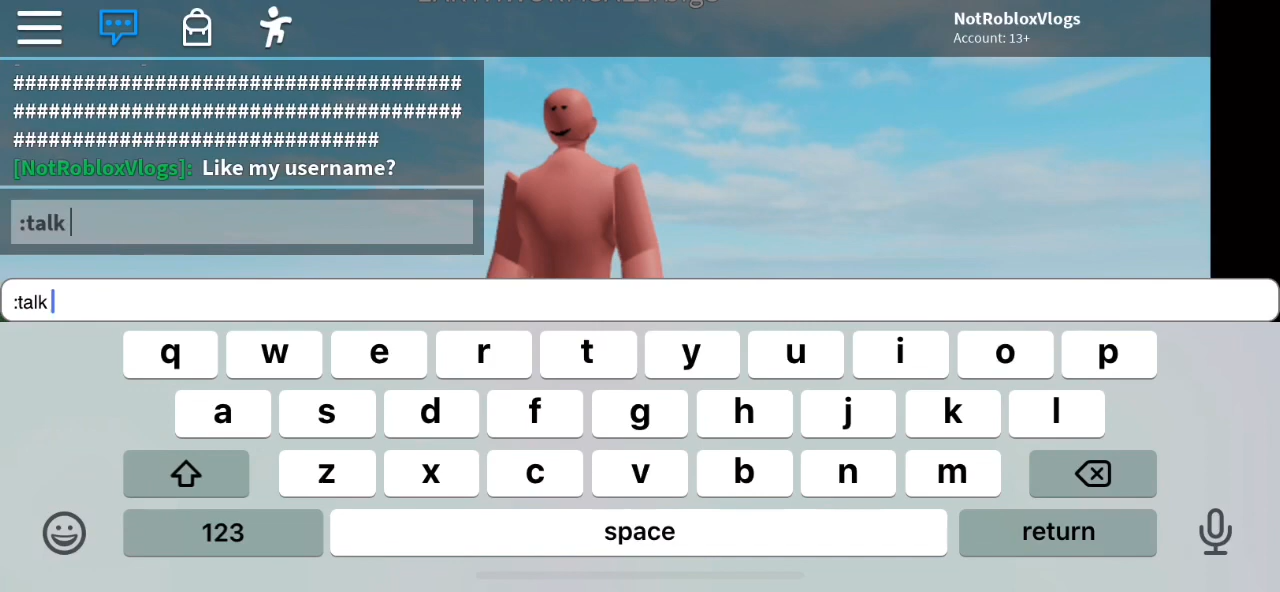 NotRobloxVlogs
Account: 13+
######################################
######################################
###############################
[NotRobloxVlogs]: Like my username?
:talk
:talk
q w e r t y u i o p
a s d f g h j k l
z x c v b n m
123 space return